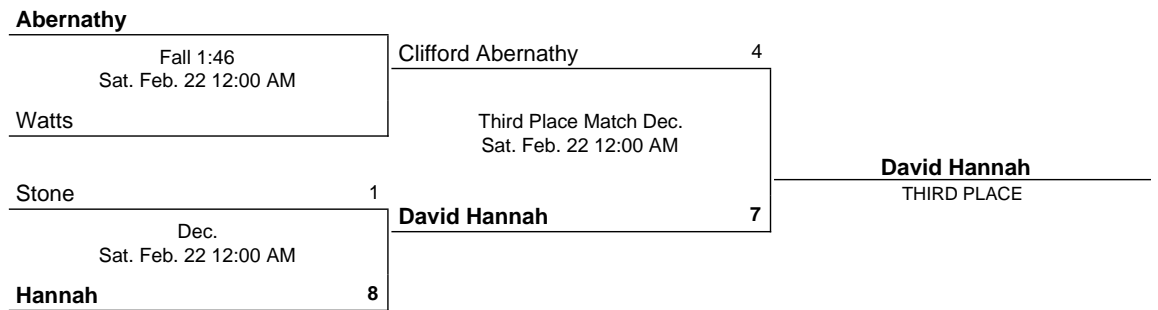 Abernathy
Fall 1:46
Sat. Feb. 22 12:00 AM
Watts
Clifford Abernathy 4
Third Place Match Dec.
Sat. Feb. 22 12:00 AM
David Hannah 7
Stone 1
Dec.
Sat. Feb. 22 12:00 AM
Hannah 8
David Hannah
THIRD PLACE